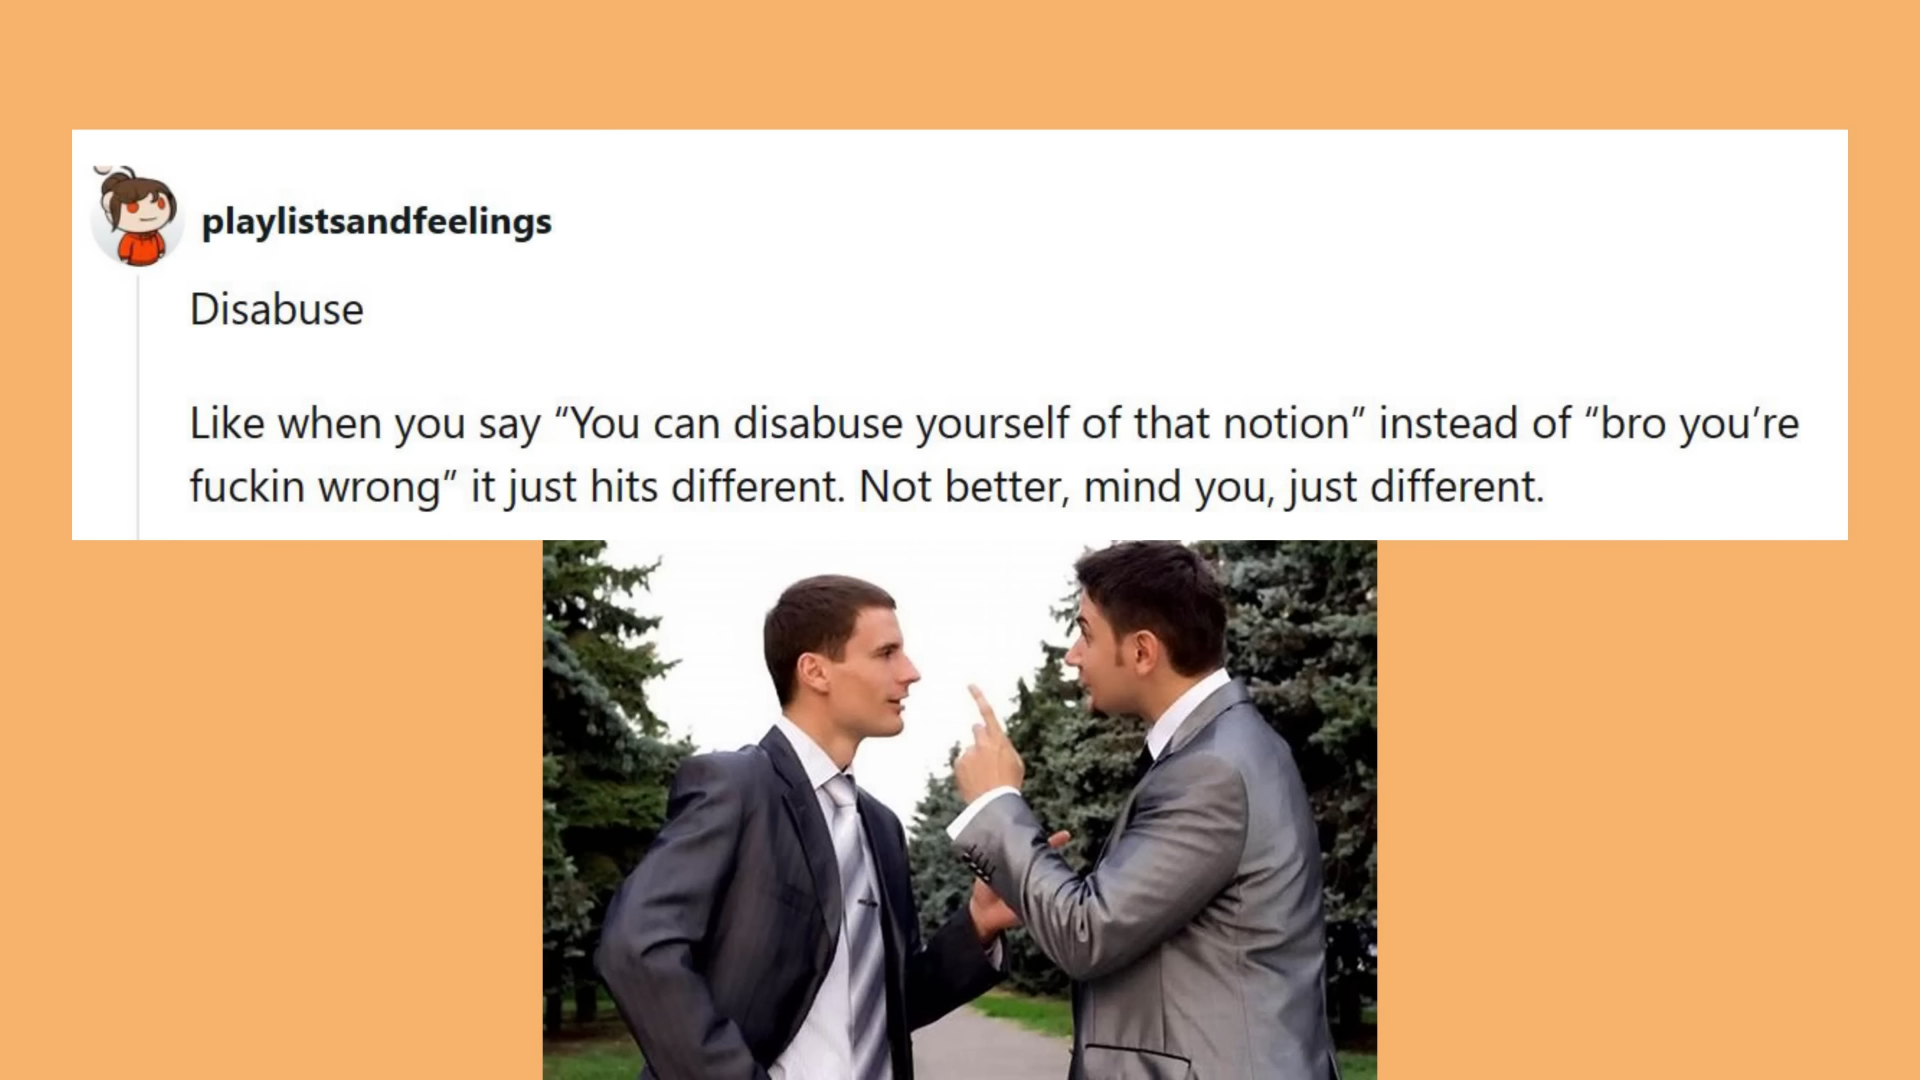 playlistsandfeelings
Disabuse
Like when you say “You can disabuse yourself of that notion” instead of “bro you’re
fuckin wrong” it just hits different. Not better, mind you, just different.